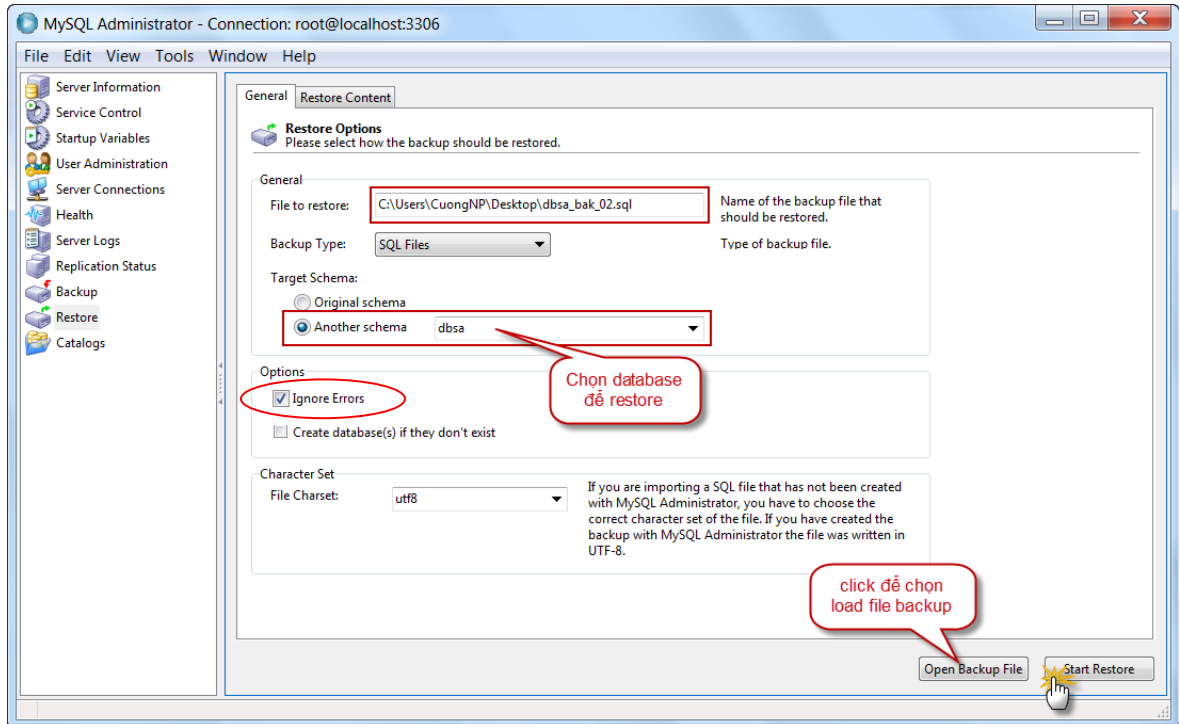 MySQL Administrator - Connection: root@localhost:3306
File Edit View Tools Window Help
Server Information
Service Control
Startup Variables
User Administration
Server Connections
Health
Server Logs
Replication Status
Backup
Restore
Catalogs
General Restore Content
Restore Options
Please select how the backup should be restored.
General
File to restore: C:\Users\CuongNP\Desktop\dbsa_bak_02.sql Name of the backup file that
should be restored.
Backup Type: SQL Files Type of backup file.
Target Schema:
Original schema
Another schema dbsa
Chọn database
để restore
Options
Ignore Errors
Create database(s) if they don't exist
Character Set
File Charset: utf8
If you are importing a SQL file that has not been created
with MySQL Administrator, you have to choose the
correct character set of the file. If you have created the
backup with MySQL Administrator the file was written in
UTF-8.
click để chọn
load file backup
Open Backup File Start Restore